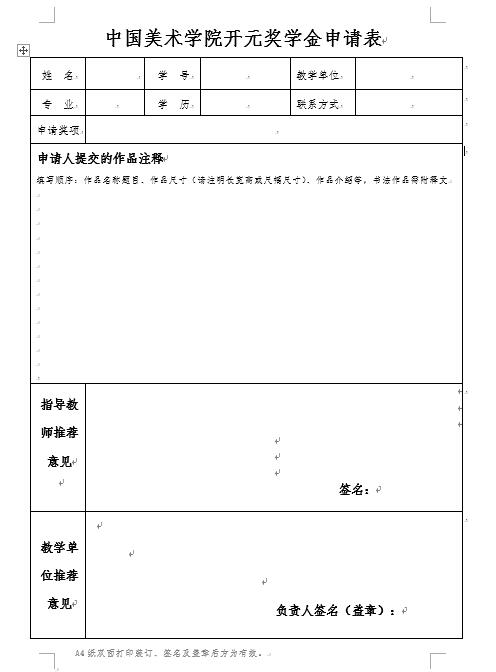 中国美术学院开元奖学金申请表
姓 名 学 号 教学单位
专 业 学 历 联系方式
申请奖项
申请人提交的作品注释
填写顺序：作品名称题目、作品尺寸（请注明长宽高或尺幅尺寸）、作品介绍等，书法作品需附释文
指导教
师推荐
意见
签名：
教学单
位推荐
意见
负责人签名（盖章）：
A4 纸双面打印装订、签名及盖章后方为有效。